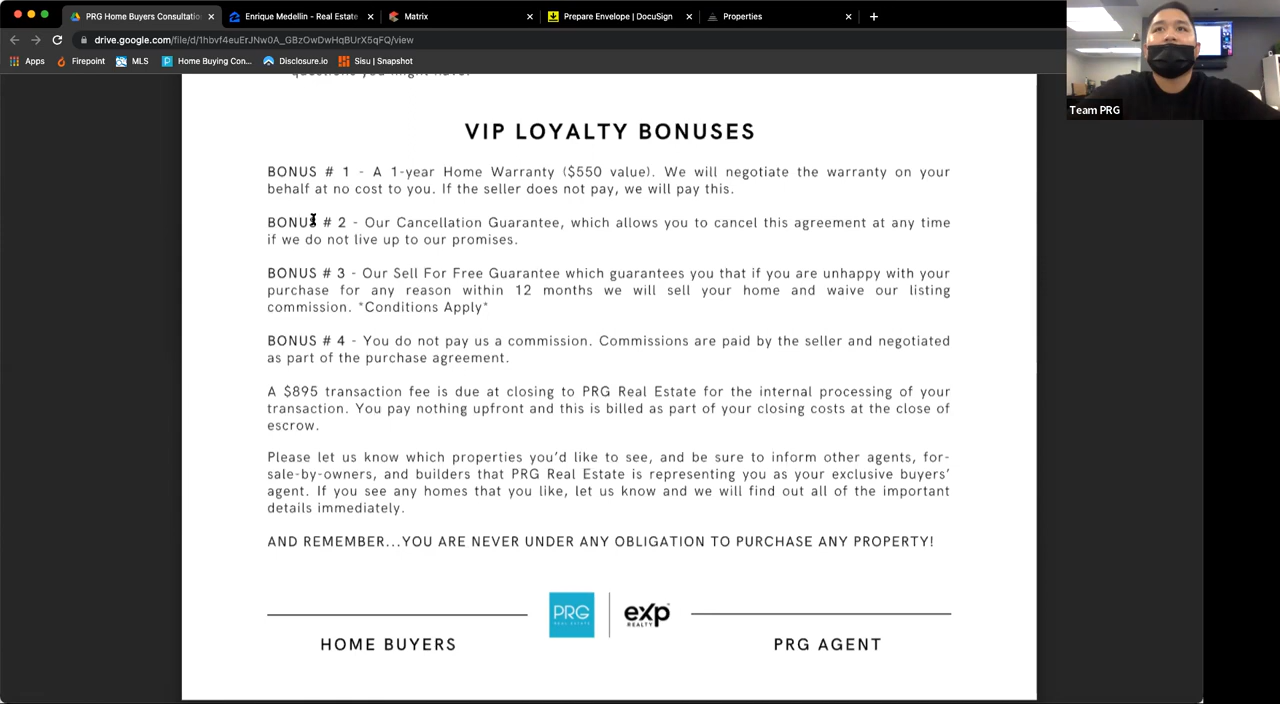 PRG Home Buyers Consultatio
Enrique Medellin - Real Estate
Matrix
Prepare Envelope | DocuSign
Properties
drive.google.com/file/d/1hbvf4euErJNw0A_GBzOwDwHqBUrX5qFQ/view
Apps
Firepoint
MLS
Home Buying Con...
Disclosure.io
Sisu | Snapshot
Team PRG
questions you might have.
VIP LOYALTY BONUSES
BONUS # 1 - A 1-year Home Warranty ($550 value). We will negotiate the warranty on your
behalf at no cost to you. If the seller does not pay, we will pay this.
BONUS # 2 - Our Cancellation Guarantee, which allows you to cancel this agreement at any time
if we do not live up to our promises.
BONUS # 3 - Our Sell For Free Guarantee which guarantees you that if you are unhappy with your
purchase for any reason within 12 months we will sell your home and waive our listing
commission. *Conditions Apply*
BONUS # 4 - You do not pay us a commission. Commissions are paid by the seller and negotiated
as part of the purchase agreement.
A $895 transaction fee is due at closing to PRG Real Estate for the internal processing of your
transaction. You pay nothing upfront and this is billed as part of your closing costs at the close of
escrow.
Please let us know which properties you'd like to see, and be sure to inform other agents, for-
sale-by-owners, and builders that PRG Real Estate is representing you as your exclusive buyers'
agent. If you see any homes that you like, let us know and we will find out all of the important
details immediately.
AND REMEMBER...YOU ARE NEVER UNDER ANY OBLIGATION TO PURCHASE ANY PROPERTY!
PRG
REAL ESTATE
eXp
REALTY
HOME BUYERS
PRG AGENT